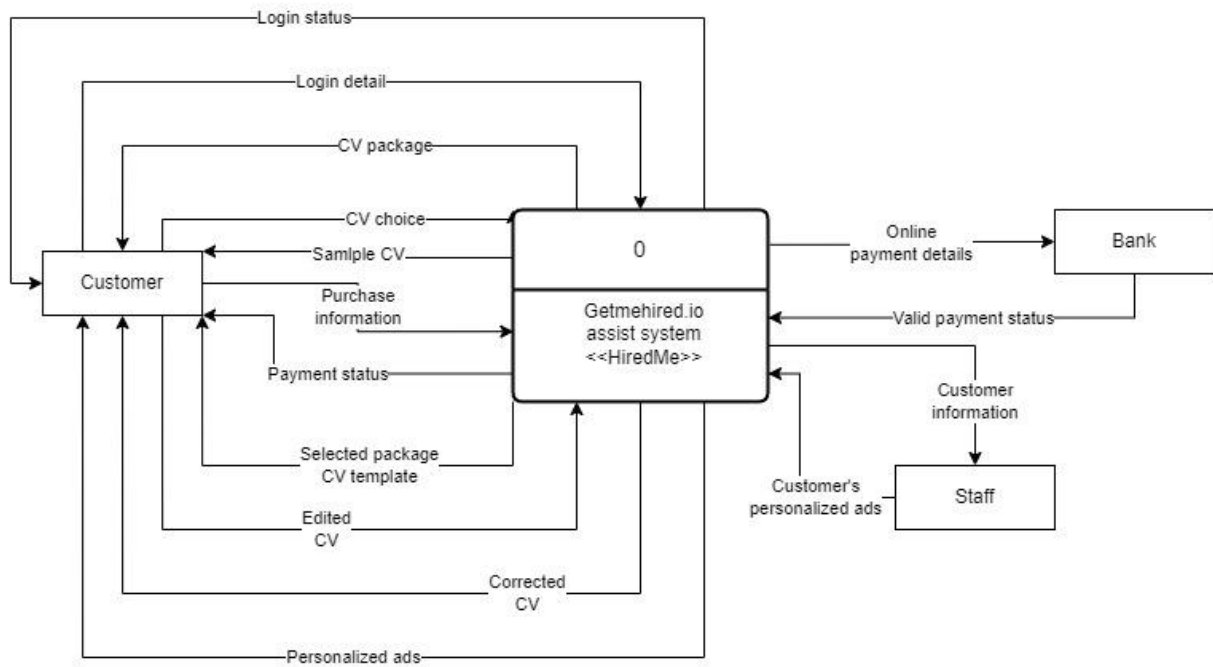 Login status
Login detail
CV package
CV choice
Samlple CV
Customer
Purchase
information
Payment status
Selected package
CV template
Edited
CV
Corrected
CV
Personalized ads
0
Getmehired.io
assist system
<<HiredMe>>
Online
payment details
Bank
Valid payment status
Customer
information
Customer's
personalized ads
Staff